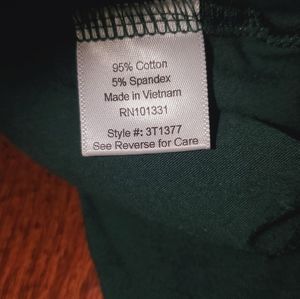 95% Cotton
5% Spandex
Made in Vietnam
RN101331
Style #: 3T1377
See Reverse for Care